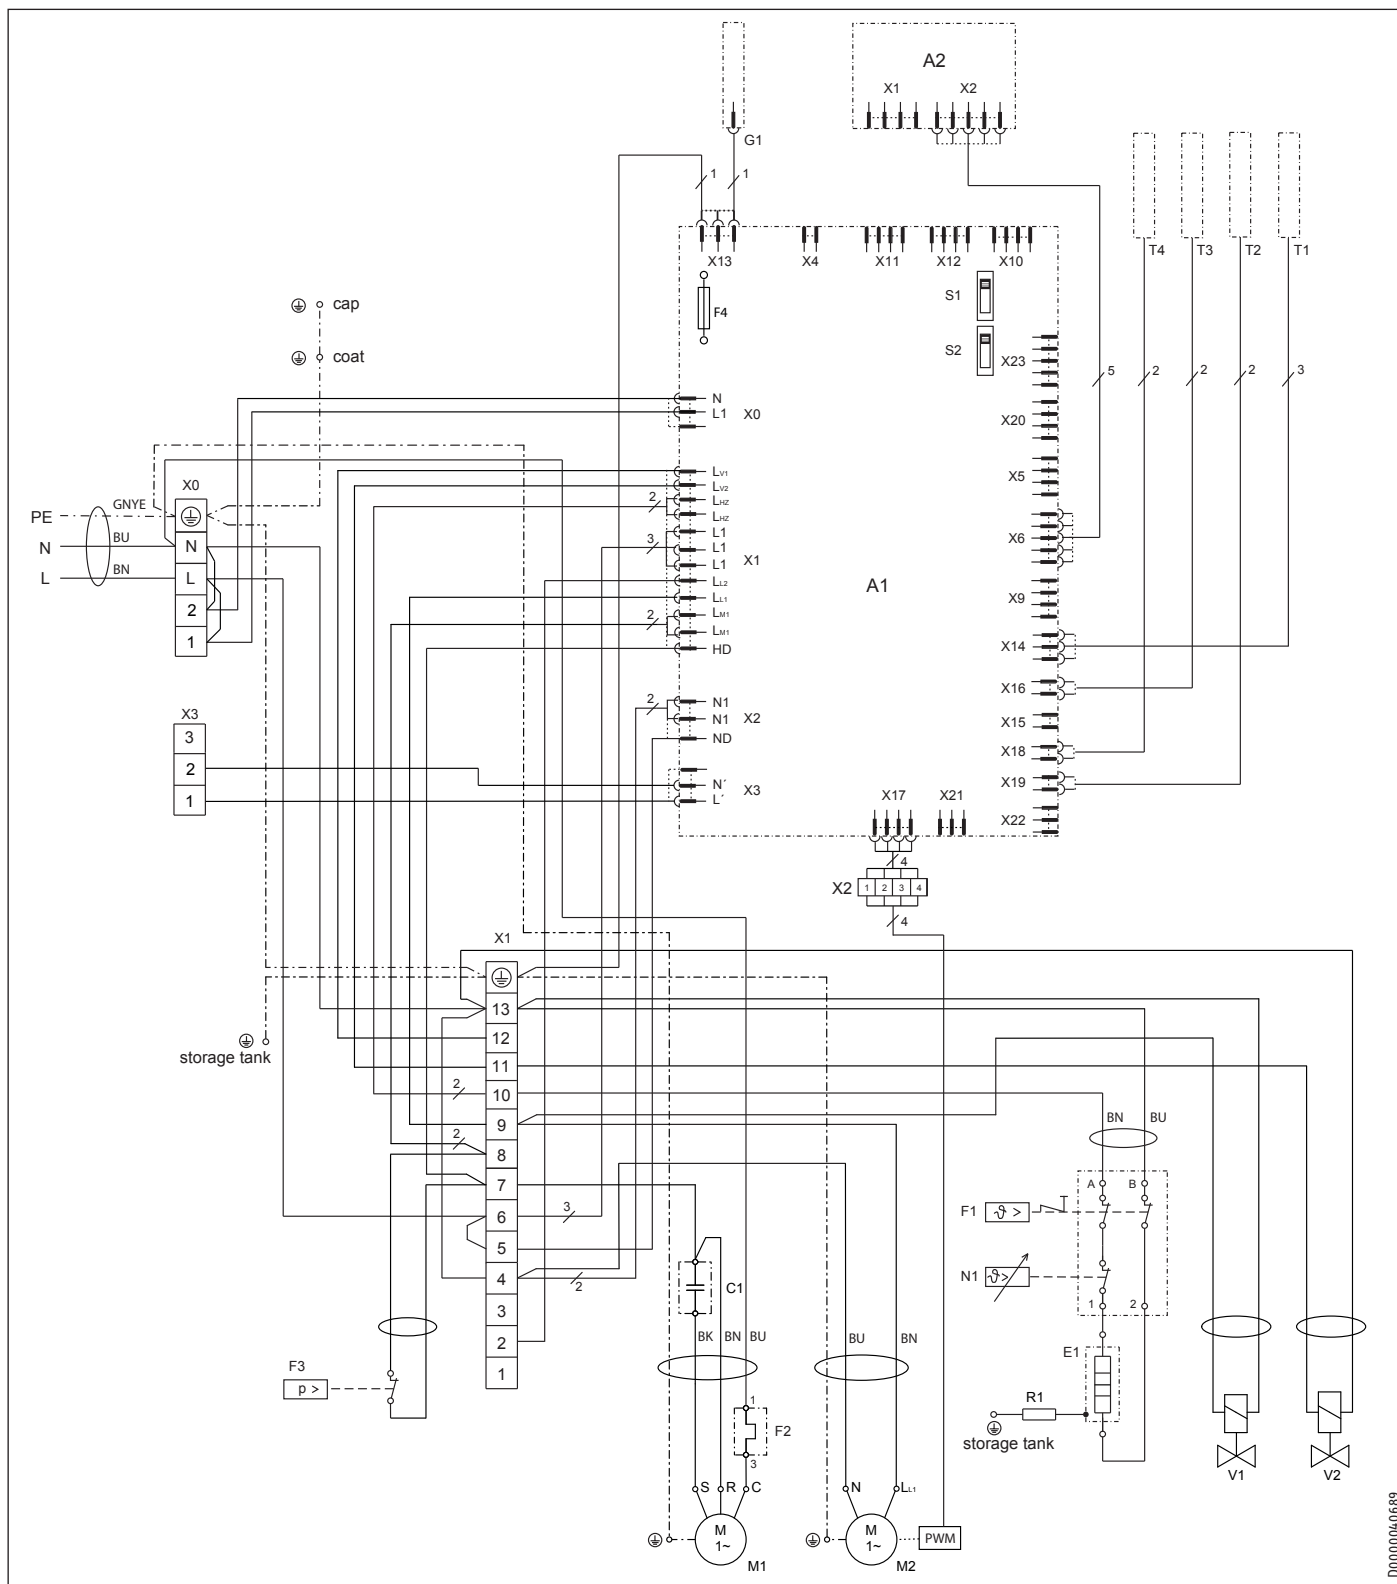 A2
X1 X2
G1
1 1
T4 T3 T2 T1
X13 X4 X11 X12 X10
S1
F4
cap
S2
coat
X23
5 2 2 2 3
N
L1 X0
X20
LV1
X0
LV2
X5
GNYE
2 LHZ
PE
LHZ
BU
L1
N N
3 L1 X1
X6
BN
L1
L L
A1
LL2
2
LL1
X9
1
2 LM1
LM1
HD
X14
X16
2 N1
X3
N1 X2
X15
3
ND
X18
2
N´
X3
X19
1
L´
X17 X21
X22
4
X2 1 2 3 4
4
X1
13
12
storage tank
11
2 10
9
BN BU
2 8
7
A B
3
6
F1 ϑ >
5
4
2
N1 ϑ>
C1
3
1 2
2
BK BN BU
BU BN
1
E1
F3
p >
R1
1
F2
storage tank
3
V1 V2
S R C
N LL1
M
1~
M
1~
PWM
M1 M2
D0000040689